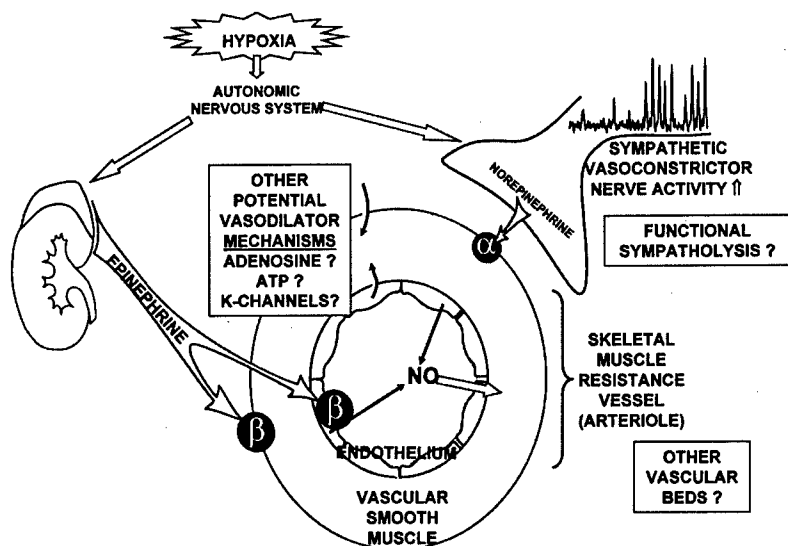 HYPOXIA
AUTONOMIC
NERVOUS SYSTEM
SYMPATHETIC
VASOCONSTRICTOR
NERVE ACTIVITY ⇑
NOREPINEPHRINE
α
FUNCTIONAL
SYMPATHOLYSIS ?
OTHER
POTENTIAL
VASODILATOR
MECHANISMS
ADENOSINE ?
ATP ?
K-CHANNELS?
EPINEPHRINE
β
β
NO
ENDOTHELIUM
VASCULAR
SMOOTH
MUSCLE
SKELETAL
MUSCLE
RESISTANCE
VESSEL
(ARTERIOLE)
OTHER
VASCULAR
BEDS ?